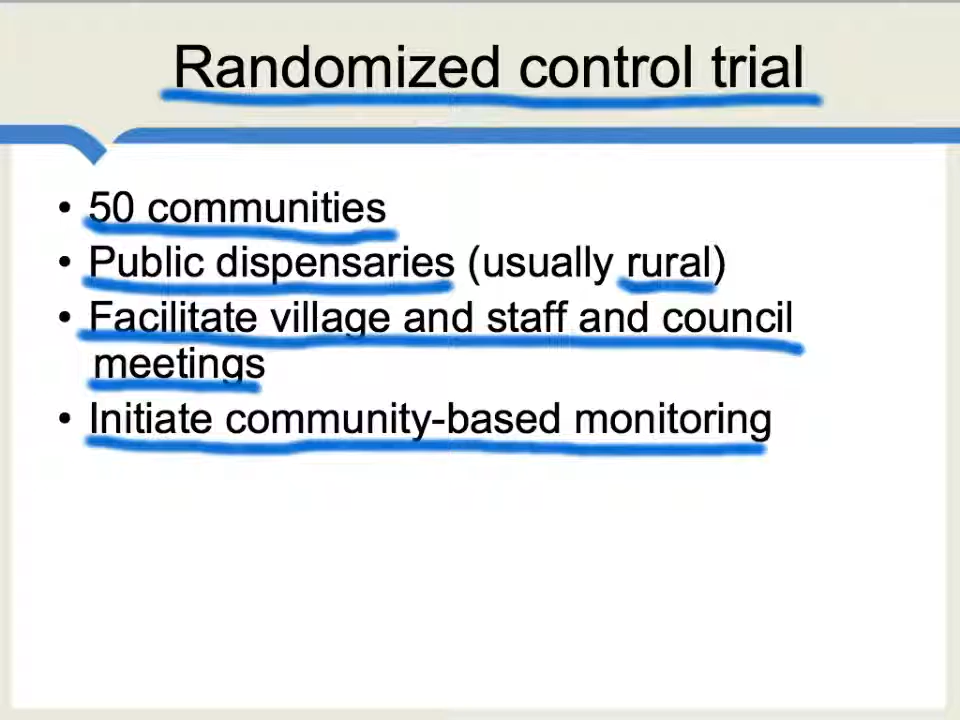 Randomized control trial
• 50 communities
• Public dispensaries (usually rural)
• Facilitate village and staff and council
meetings
• Initiate community-based monitoring